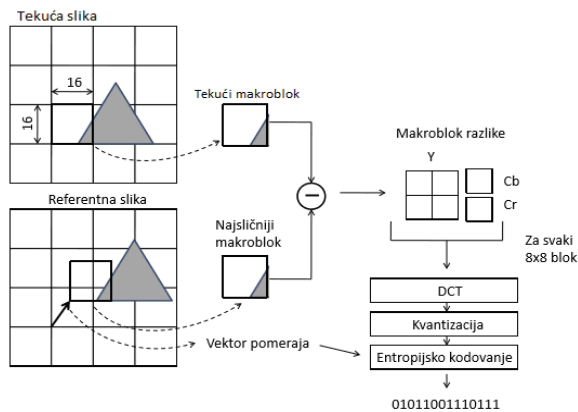 Tekuća slika
16
16
Tekući makroblok
Makroblok razlike
Y
Cb
Cr
Referentna slika
Najsličniji
makroblok
Za svaki
8x8 blok
DCT
Kvantizacija
Vektor pomeraja
Entropijsko kodovanje
01011001110111